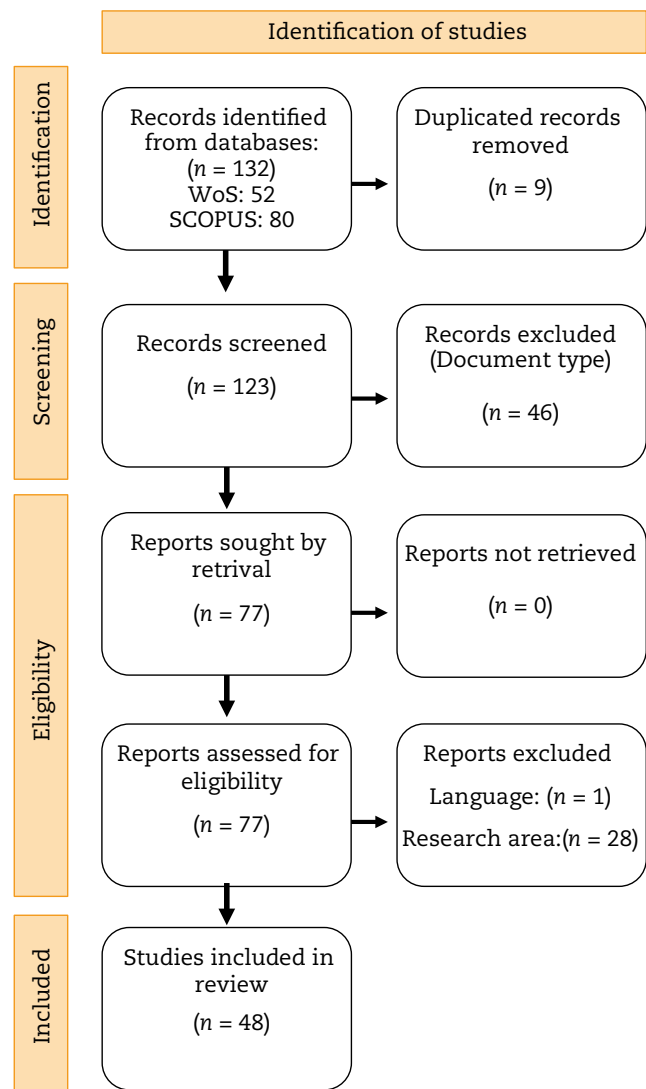 Identification of studies
Identification
Records identified
from databases:
(n = 132)
WoS: 52
SCOPUS: 80
Duplicated records
removed
(n = 9)
Screening
Records screened
(n = 123)
Records excluded
(Document type)
(n = 46)
Eligibility
Reports sought by
retrival
(n = 77)
Reports not retrieved
(n = 0)
Reports assessed for
eligibility
(n = 77)
Reports excluded
Language: (n = 1)
Research area:(n = 28)
Included
Studies included in
review
(n = 48)